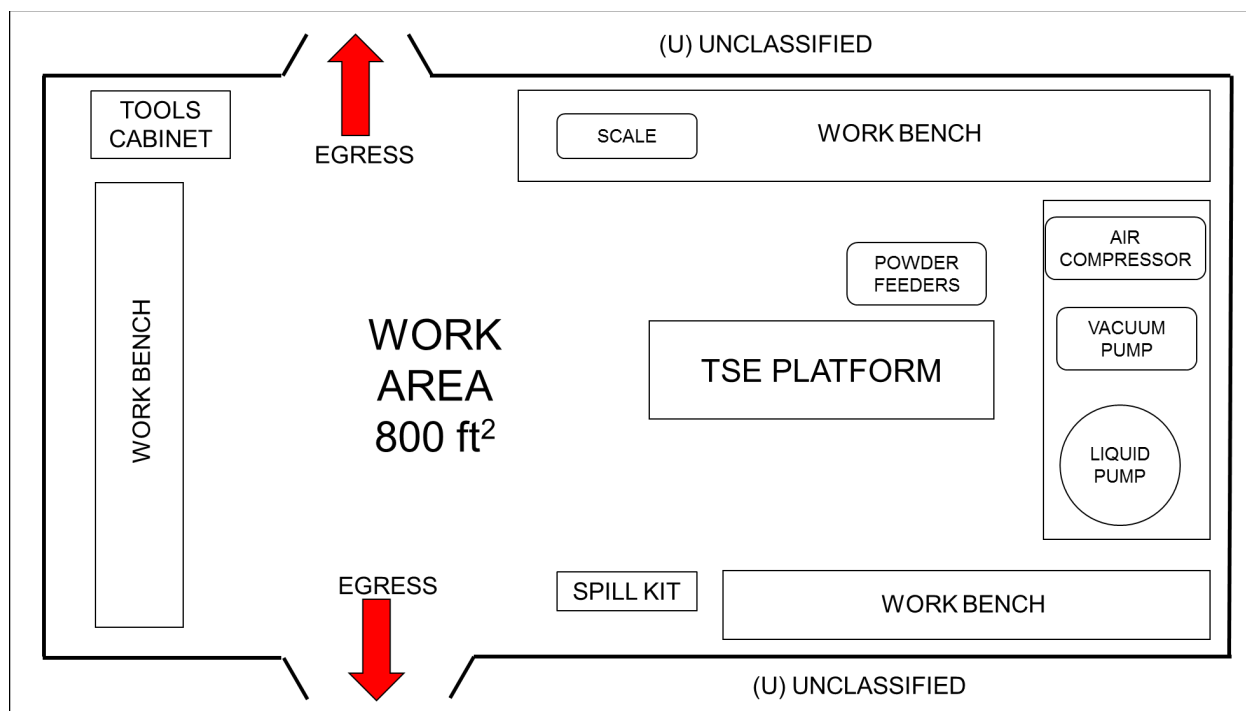 (U) UNCLASSIFIED
TOOLS
CABINET
EGRESS
SCALE
WORK BENCH
WORK BENCH
POWDER
FEEDERS
AIR
COMPRESSOR
WORK
AREA
800 ft²
TSE PLATFORM
VACUUM
PUMP
LIQUID
PUMP
EGRESS
SPILL KIT
WORK BENCH
(U) UNCLASSIFIED